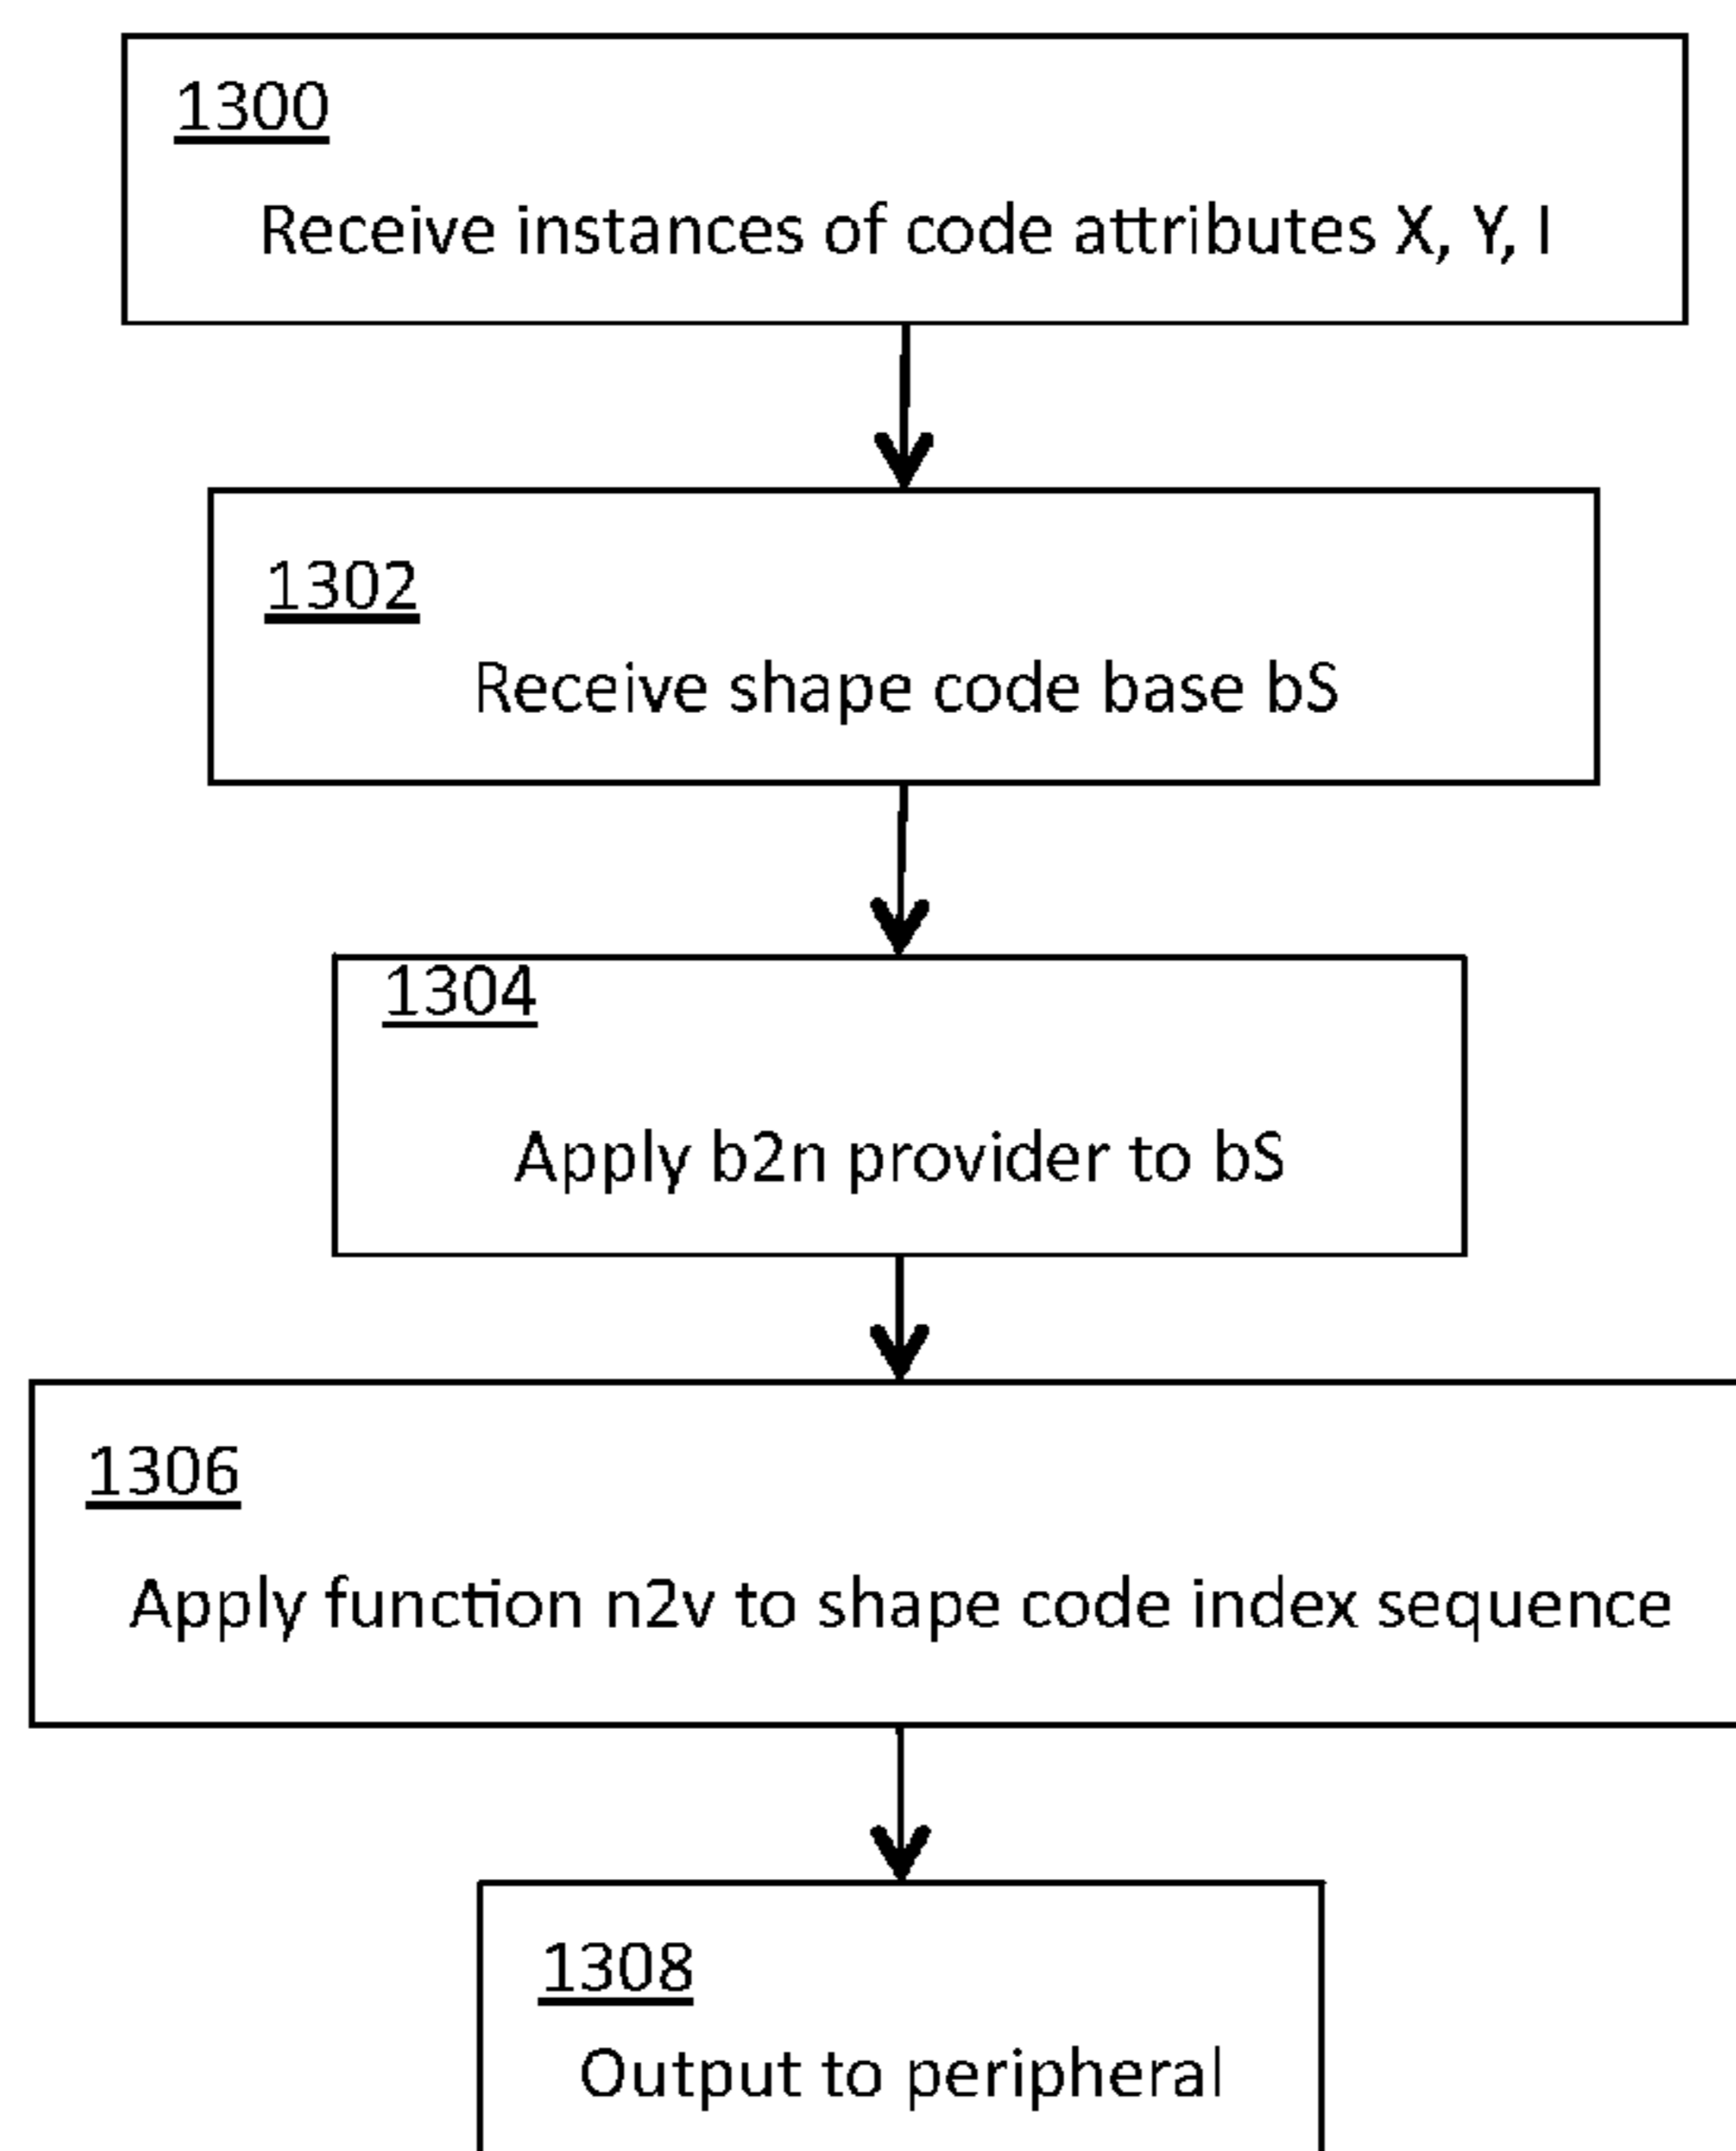 1300
Receive instances of code attributes X, Y, I
1302
Receive shape code base bS
1304
Apply b2n provider to bS
1306
Apply function n2v to shape code index sequence
1308
Output to peripheral